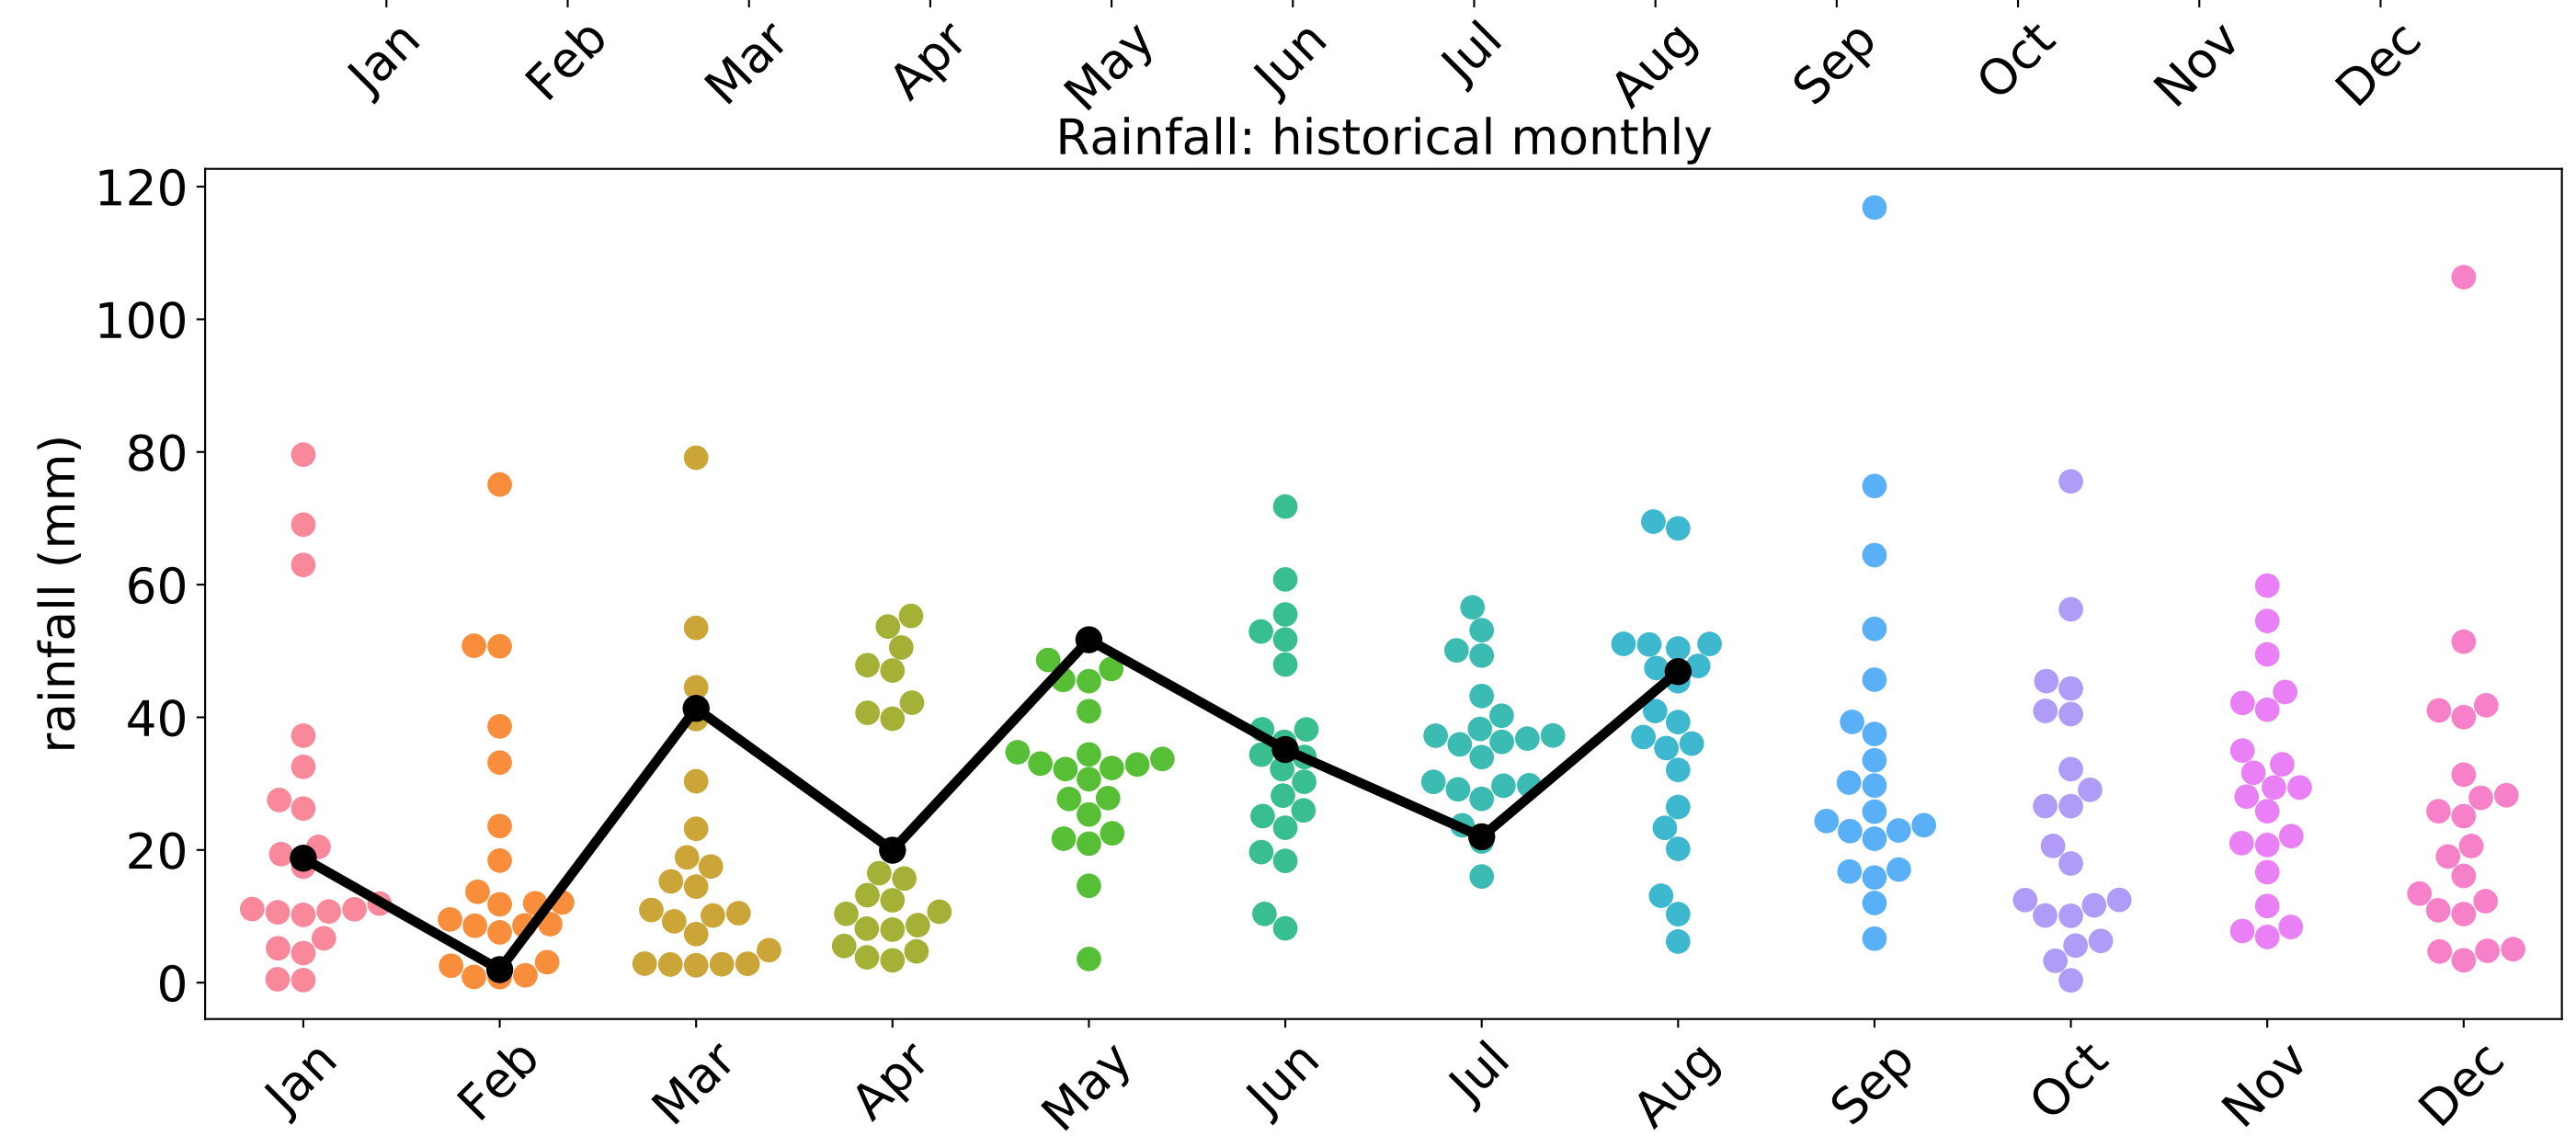 Jan Feb Mar Apr May Jun Jul Aug Sep Oct Nov Dec
Rainfall: historical monthly
120
100
80
60
40
20
0
rainfall (mm)
Jan Feb Mar Apr May Jun Jul Aug Sep Oct Nov Dec